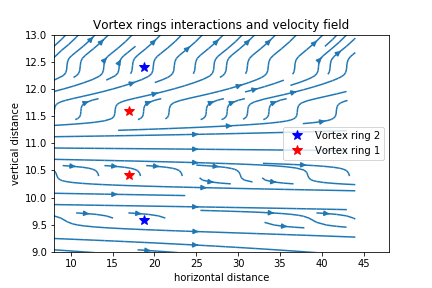 Vortex rings interactions and velocity field
13.0
12.5
12.0
11.5
11.0
10.5
10.0
9.5
9.0
vertical distance
Vortex ring 2
Vortex ring 1
10 15 20 25 30 35 40 45
horizontal distance